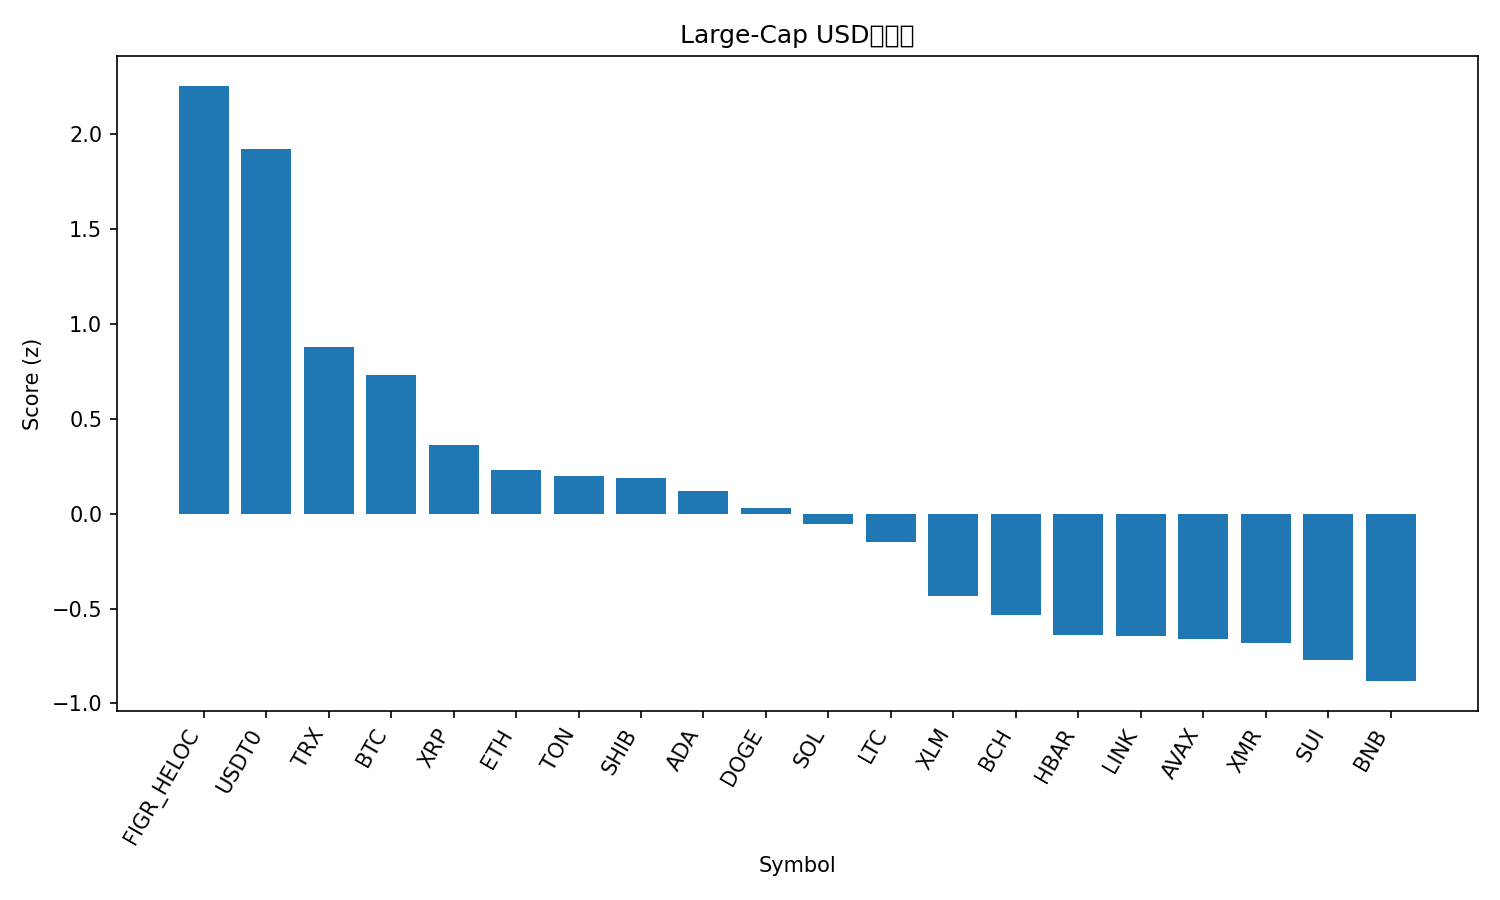 Large-Cap USD
Score (z)
2.0
1.5
1.0
0.5
0.0
−0.5
−1.0
FIGR_HELOC
USDT0
TRX
BTC
XRP
ETH
TON
SHIB
ADA
DOGE
SOL
LTC
XLM
BCH
HBAR
LINK
AVAX
XMR
SUI
BNB
Symbol